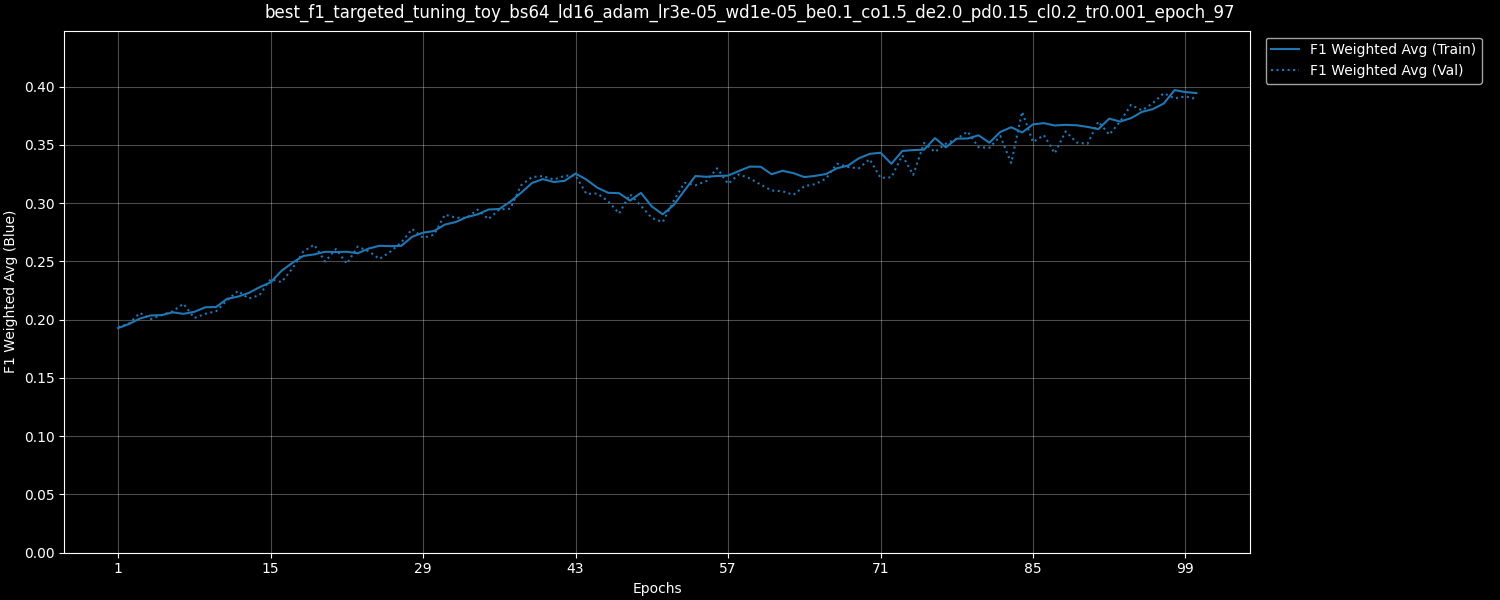 best_f1_targeted_tuning_toy_bs64_ld16_adam_lr3e-05_wd1e-05_be0.1_co1.5_de2.0_pd0.15_cl0.2_tr0.001_epoch_97
F1 Weighted Avg (Train)
F1 Weighted Avg (Val)
F1 Weighted Avg (Blue)
0.40
0.35
0.30
0.25
0.20
0.15
0.10
0.05
0.00
1 15 29 43 57 71 85 99
Epochs